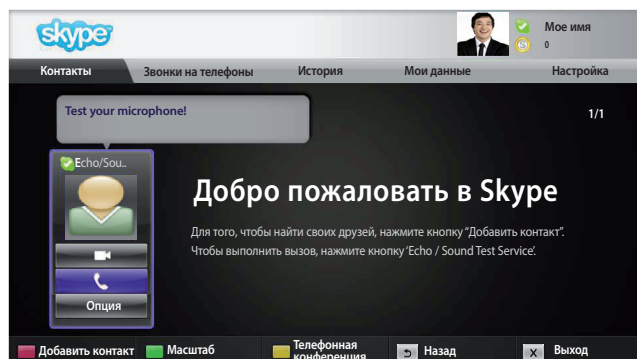 skype
Мое имя
0
Контакты Звонки на телефоны История Мои данные Настройка
Test your microphone!
1/1
Echo/Sou..
Добро пожаловать в Skype
Для того, чтобы найти своих друзей, нажмите кнопку “Добавить контакт”.
Чтобы выполнить вызов, нажмите кнопку ‘Echo / Sound Test Service’.
Опция
Добавить контакт Масштаб Телефонная конференция Назад X Выход